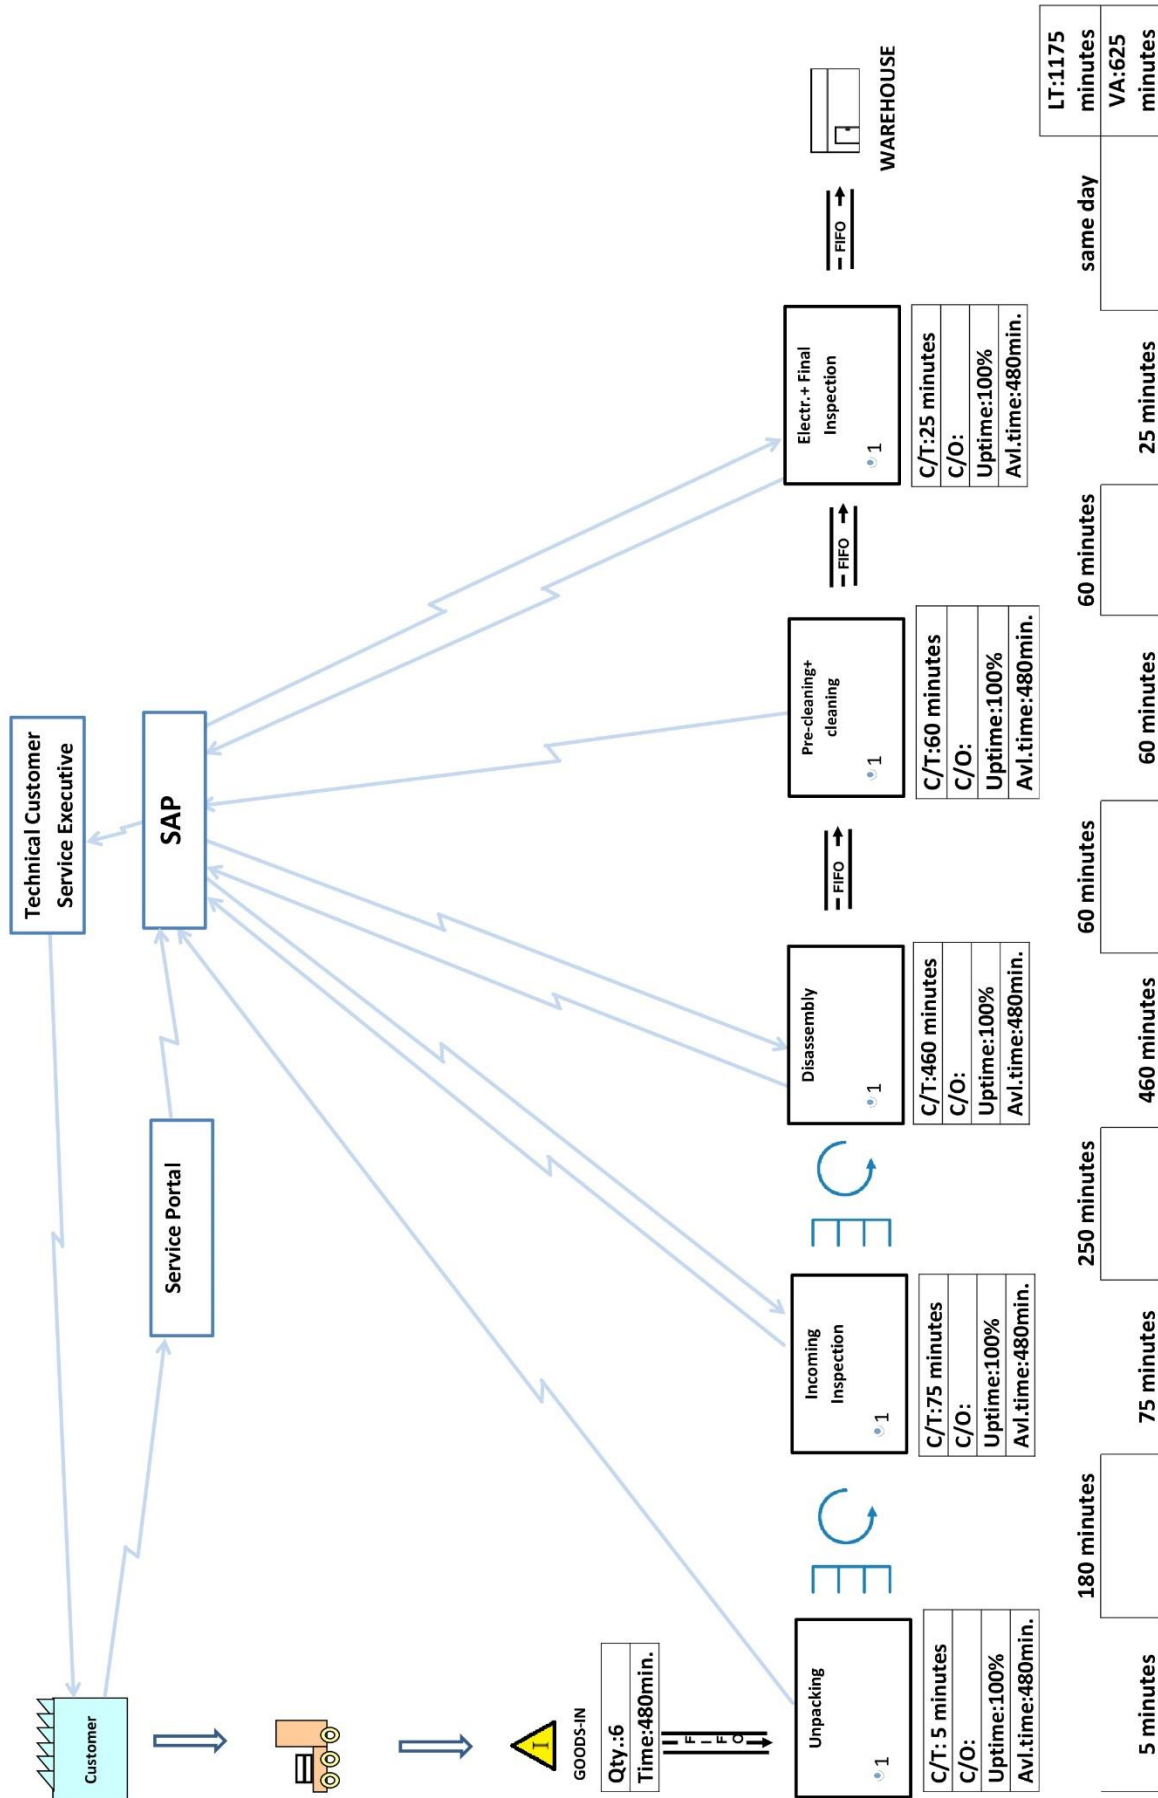 Technical Customer
Service Executive
SAP
Service Portal
Customer
I
GOODS-IN
Qty.:6
Time:480min.
F
I
F
O
Unpacking
1
C/T: 5 minutes
C/O:
Uptime:100%
Avl.time:480min.
Incoming
Inspection
1
C/T:75 minutes
C/O:
Uptime:100%
Avl.time:480min.
Disassembly
1
C/T:460 minutes
C/O:
Uptime:100%
Avl.time:480min.
FIFO
Pre-cleaning+
cleaning
1
C/T:60 minutes
C/O:
Uptime:100%
Avl.time:480min.
FIFO
Electr.+ Final
Inspection
1
C/T:25 minutes
C/O:
Uptime:100%
Avl.time:480min.
FIFO
WAREHOUSE
5 minutes
180 minutes
75 minutes
250 minutes
460 minutes
60 minutes
60 minutes
60 minutes
25 minutes
same day
LT:1175
minutes
VA:625
minutes